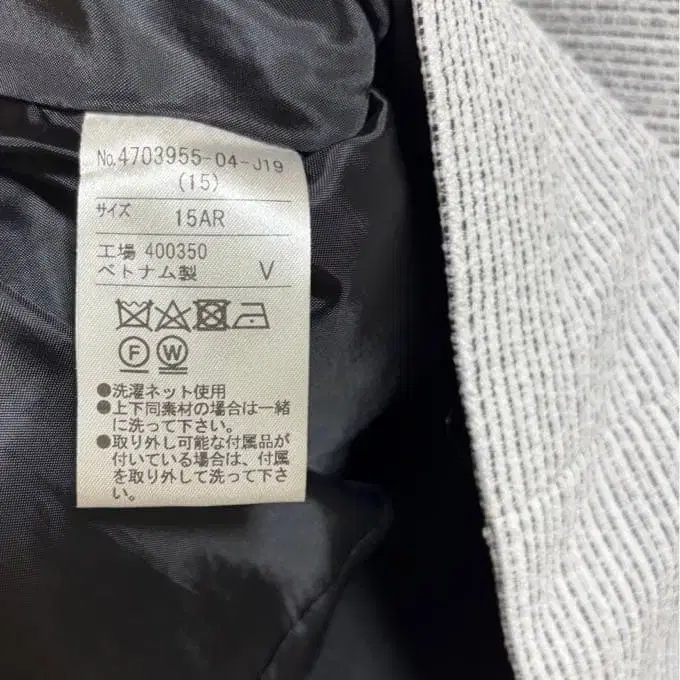 No.4703955-04-J19
(15)
サイズ 15AR
工場 400350
ベトナム製 V
F W
●洗濯ネット使用
●上下同素材の場合は一緒
に洗って下さい。
●取り外し可能な付属品が
付いている場合は、付属
を取り外して洗って下さ
い。